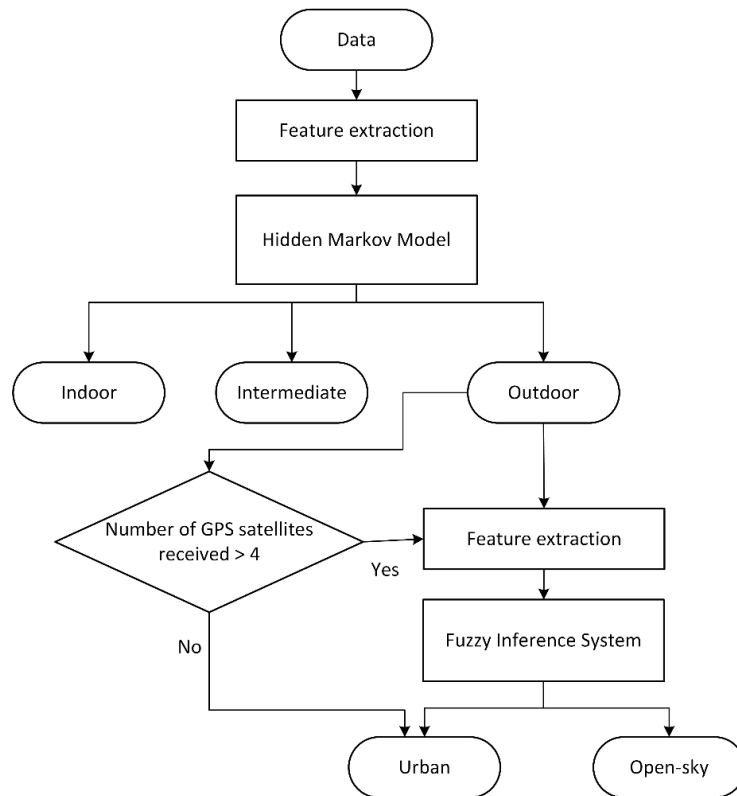 Data
Feature extraction
Hidden Markov Model
Indoor
Intermediate
Outdoor
Number of GPS satellites
received > 4
Yes
Feature extraction
No
Fuzzy Inference System
Urban
Open-sky